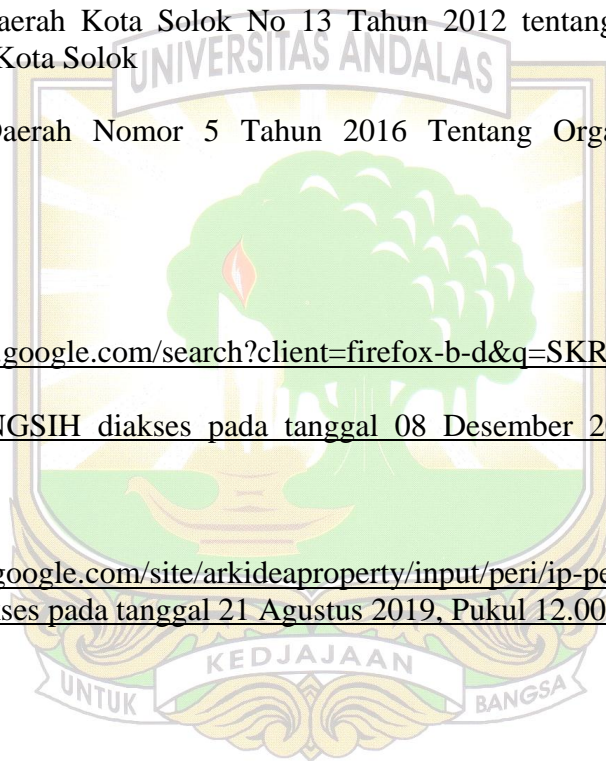 aerah Kota Solok No 13 Tahun 2012 tentang
Kota Solok
UNIVERSITAS ANDALAS
Daerah Nomor 5 Tahun 2016 Tentang Orga
.google.com/search?client=firefox-b-d&q=SKR
NGSIH diakses pada tanggal 08 Desember 2
google.com/site/arkideaproperty/input/peri/ip-pe
ses pada tanggal 21 Agustus 2019, Pukul 12.00
UNTUK KEDJAJAAN BANGSA